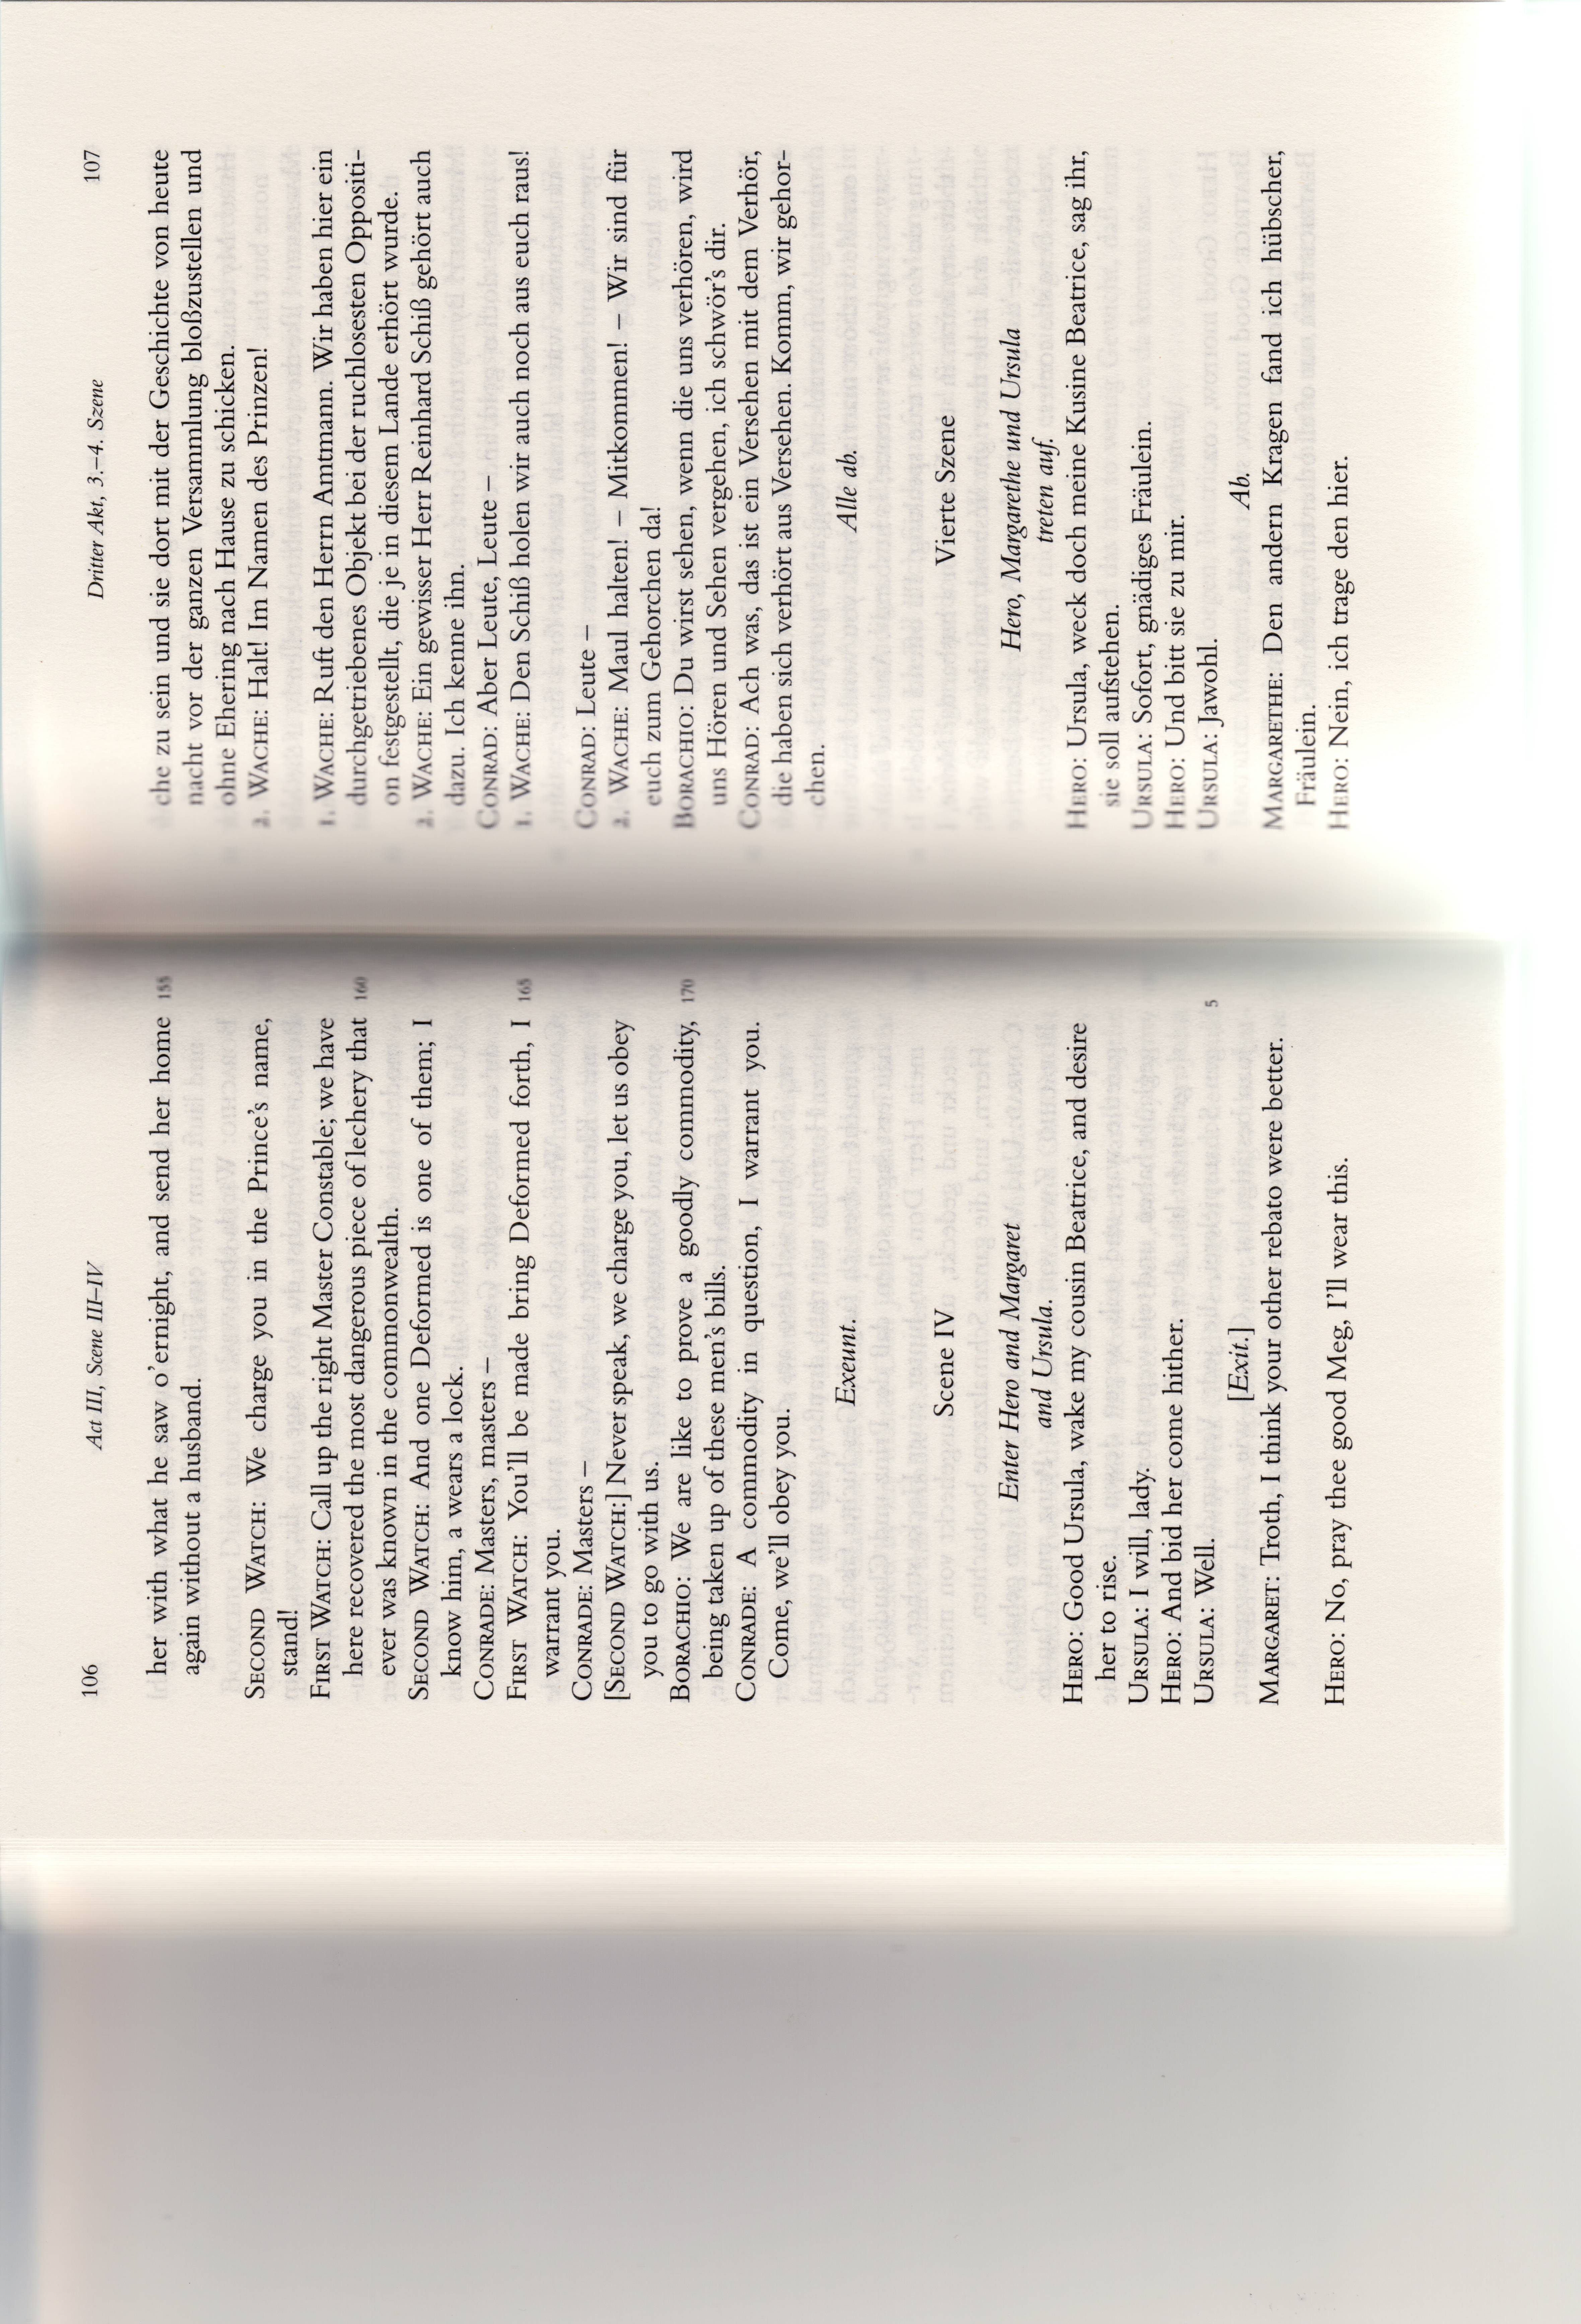 106
Act III, Scene III–IV
her with what he saw o'ernight, and send her home 155
again without a husband.
SECOND WATCH: We charge you in the Prince's name,
stand!
FIRST WATCH: Call up the right Master Constable; we have
here recovered the most dangerous piece of lechery that 160
ever was known in the commonwealth.
SECOND WATCH: And one Deformed is one of them; I
know him, a wears a lock.
CONRADE: Masters, masters –
FIRST WATCH: You'll be made bring Deformed forth, I 165
warrant you.
CONRADE: Masters –
[SECOND WATCH:] Never speak, we charge you, let us obey
you to go with us.
BORACHIO: We are like to prove a goodly commodity, 170
being taken up of these men's bills.
CONRADE: A commodity in question, I warrant you.
Come, we'll obey you.
Exeunt.
Scene IV
Enter Hero and Margaret
and Ursula.
HERO: Good Ursula, wake my cousin Beatrice, and desire
her to rise.
URSULA: I will, lady.
HERO: And bid her come hither.
URSULA: Well. 5
[Exit.]
MARGARET: Troth, I think your other rebato were better.
HERO: No, pray thee good Meg, I'll wear this.
Dritter Akt, 3.–4. Szene
107
che zu sein und sie dort mit der Geschichte von heute
nacht vor der ganzen Versammlung bloßzustellen und
ohne Ehering nach Hause zu schicken.
2. WACHE: Halt! Im Namen des Prinzen!
1. WACHE: Ruft den Herrn Amtmann. Wir haben hier ein
durchgetriebenes Objekt bei der ruchlosesten Oppositi-
on festgestellt, die je in diesem Lande erhört wurde.
2. WACHE: Ein gewisser Herr Reinhard Schiß gehört auch
dazu. Ich kenne ihn.
CONRAD: Aber Leute, Leute –
1. WACHE: Den Schiß holen wir auch noch aus euch raus!
CONRAD: Leute –
2. WACHE: Maul halten! – Mitkommen! – Wir sind für
euch zum Gehorchen da!
BORACHIO: Du wirst sehen, wenn die uns verhören, wird
uns Hören und Sehen vergehen, ich schwör's dir.
CONRAD: Ach was, das ist ein Versehen mit dem Verhör,
die haben sich verhört aus Versehen. Komm, wir gehor-
chen.
Alle ab.
Vierte Szene
Hero, Margarethe und Ursula
treten auf.
HERO: Ursula, weck doch meine Kusine Beatrice, sag ihr,
sie soll aufstehen.
URSULA: Sofort, gnädiges Fräulein.
HERO: Und bitt sie zu mir.
URSULA: Jawohl.
Ab.
MARGARETHE: Den andern Kragen fand ich hübscher,
Fräulein.
HERO: Nein, ich trage den hier.